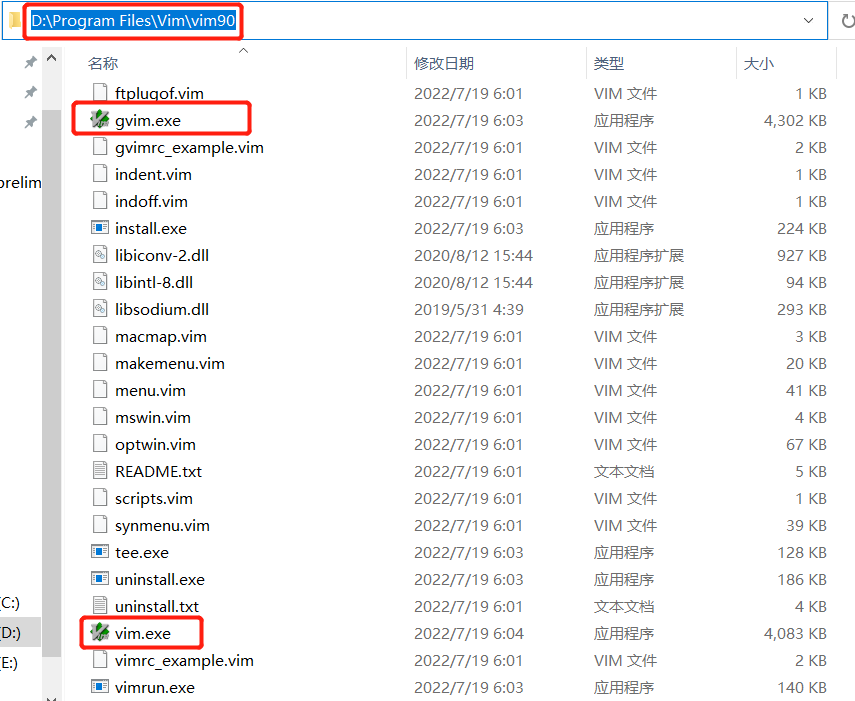 D:\Program Files\Vim\vim90
名称 修改日期 类型 大小
ftplugof.vim 2022/7/19 6:01 VIM 文件 1 KB
gvim.exe 2022/7/19 6:03 应用程序 4,302 KB
gvimrc_example.vim 2022/7/19 6:01 VIM 文件 2 KB
indent.vim 2022/7/19 6:01 VIM 文件 1 KB
prelim
indoff.vim 2022/7/19 6:01 VIM 文件 1 KB
install.exe 2022/7/19 6:03 应用程序 224 KB
libiconv-2.dll 2020/8/12 15:44 应用程序扩展 927 KB
libintl-8.dll 2020/8/12 15:44 应用程序扩展 94 KB
libsodium.dll 2019/5/31 4:39 应用程序扩展 293 KB
macmap.vim 2022/7/19 6:01 VIM 文件 3 KB
makemenu.vim 2022/7/19 6:01 VIM 文件 20 KB
menu.vim 2022/7/19 6:01 VIM 文件 41 KB
mswin.vim 2022/7/19 6:01 VIM 文件 4 KB
optwin.vim 2022/7/19 6:01 VIM 文件 67 KB
README.txt 2022/7/19 6:01 文本文档 5 KB
scripts.vim 2022/7/19 6:01 VIM 文件 1 KB
synmenu.vim 2022/7/19 6:01 VIM 文件 39 KB
tee.exe 2022/7/19 6:03 应用程序 128 KB
uninstall.exe 2022/7/19 6:03 应用程序 186 KB
(C:) uninstall.txt 2022/7/19 6:01 文本文档 4 KB
(D:) vim.exe 2022/7/19 6:04 应用程序 4,083 KB
(E:) vimrc_example.vim 2022/7/19 6:01 VIM 文件 2 KB
vimrun.exe 2022/7/19 6:03 应用程序 140 KB